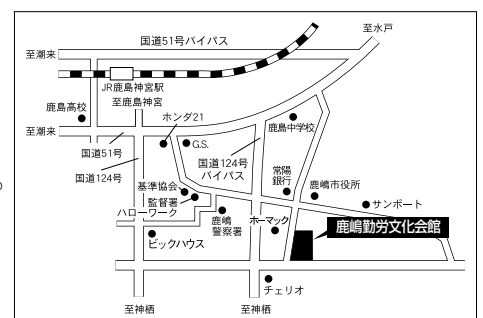 至水戸
国道51号バイパス
至潮来
JR鹿島神宮駅
至鹿島神宮
鹿島高校
ホンダ21
鹿島中学校
至潮来
G.S.
国道51号
国道124号
バイパス
国道124号
常陽
銀行
基準協会
監督署
ハローワーク
鹿嶋市役所
サンポート
鹿嶋
警察署
ホーマック
鹿嶋勤労文化会館
ビックハウス
チェリオ
至神栖
至神栖